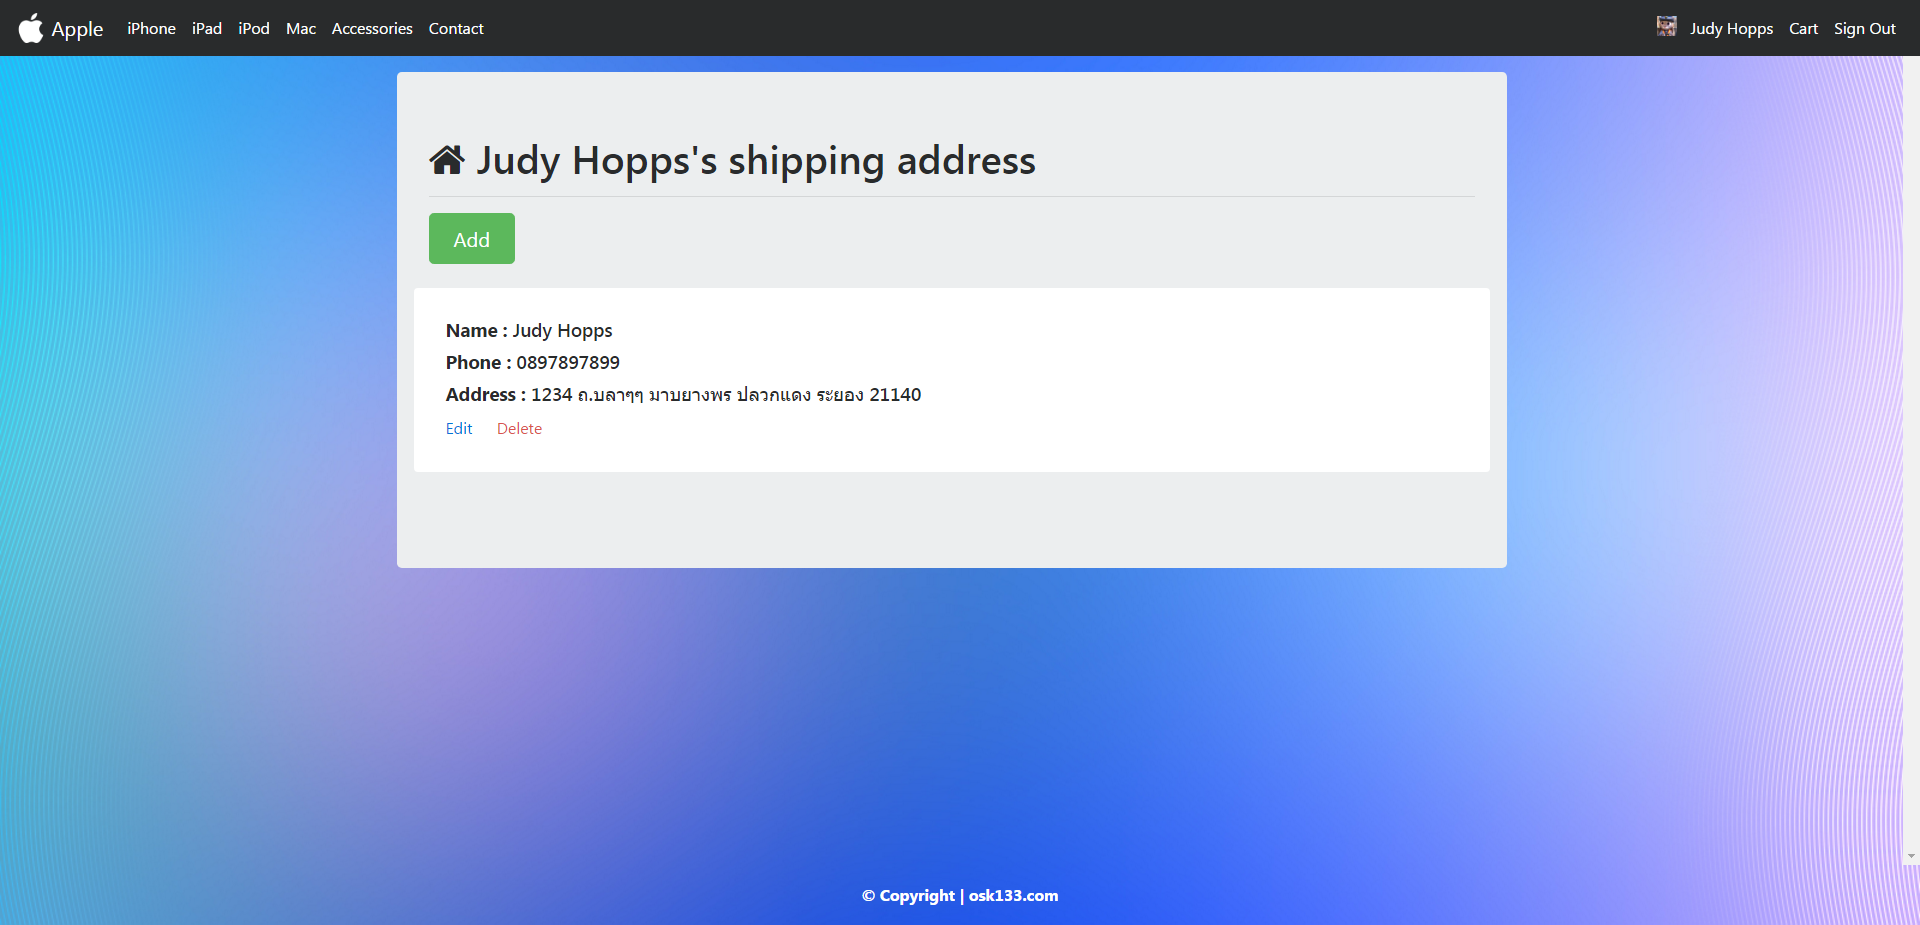 Apple iPhone iPad iPod Mac Accessories Contact Judy Hopps Cart Sign Out
Judy Hopps's shipping address
Add
Name : Judy Hopps
Phone : 0897897899
Address : 1234 ถ.บลาๆๆ มาบยางพร ปลวกแดง ระยอง 21140
Edit Delete
© Copyright | osk133.com